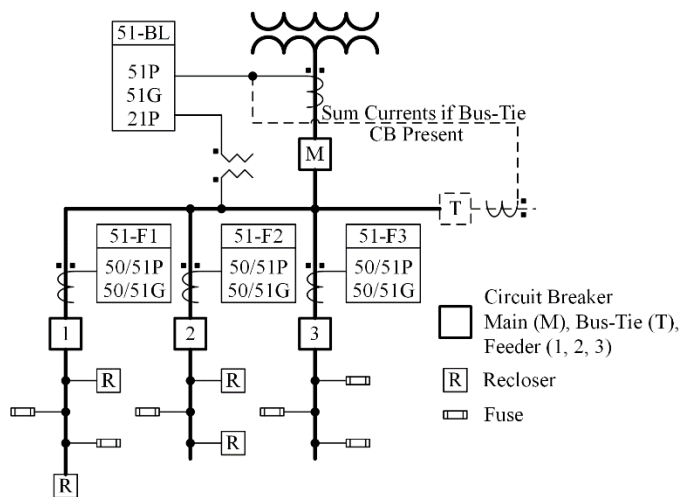 51-BL
51P
51G
21P
Sum Currents if Bus-Tie
CB Present
M
T
51-F1
50/51P
50/51G
51-F2
50/51P
50/51G
51-F3
50/51P
50/51G
1
2
3
Circuit Breaker
Main (M), Bus-Tie (T),
Feeder (1, 2, 3)
R
R
R Recloser
Fuse
R
R